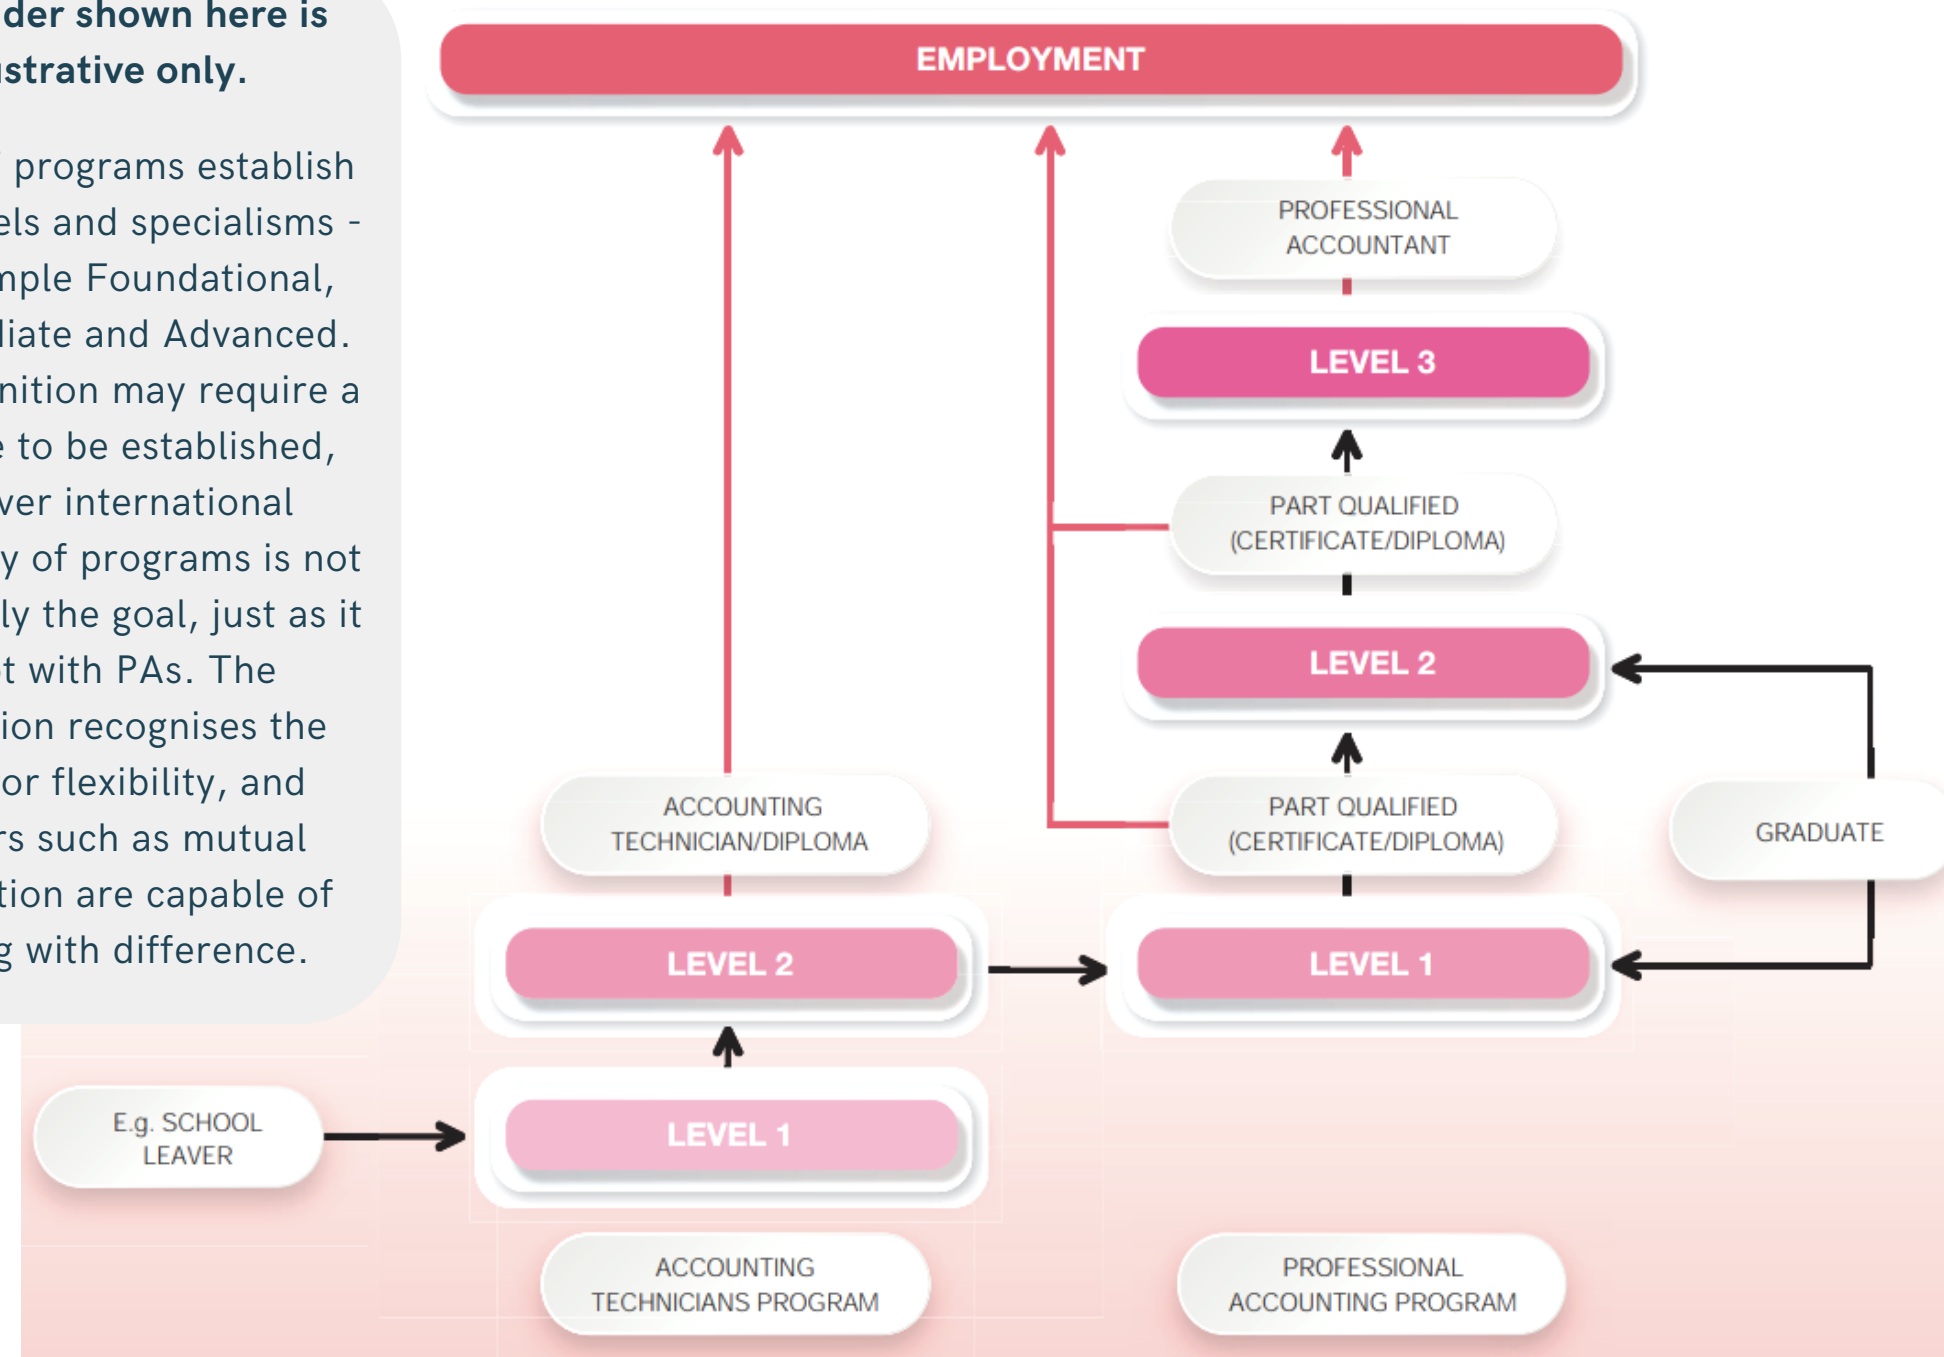 der shown here is
strative only.
programs establish
els and specialisms -
mple Foundational,
diate and Advanced.
nition may require a
e to be established,
ver international
y of programs is not
ly the goal, just as it
t with PAs. The
ion recognises the
or flexibility, and
rs such as mutual
tion are capable of
g with difference.
EMPLOYMENT
PROFESSIONAL
ACCOUNTANT
LEVEL 3
PART QUALIFIED
(CERTIFICATE/DIPLOMA)
LEVEL 2
ACCOUNTING
TECHNICIAN/DIPLOMA
PART QUALIFIED
(CERTIFICATE/DIPLOMA)
GRADUATE
LEVEL 2
LEVEL 1
E.g. SCHOOL
LEAVER
LEVEL 1
ACCOUNTING
TECHNICIANS PROGRAM
PROFESSIONAL
ACCOUNTING PROGRAM